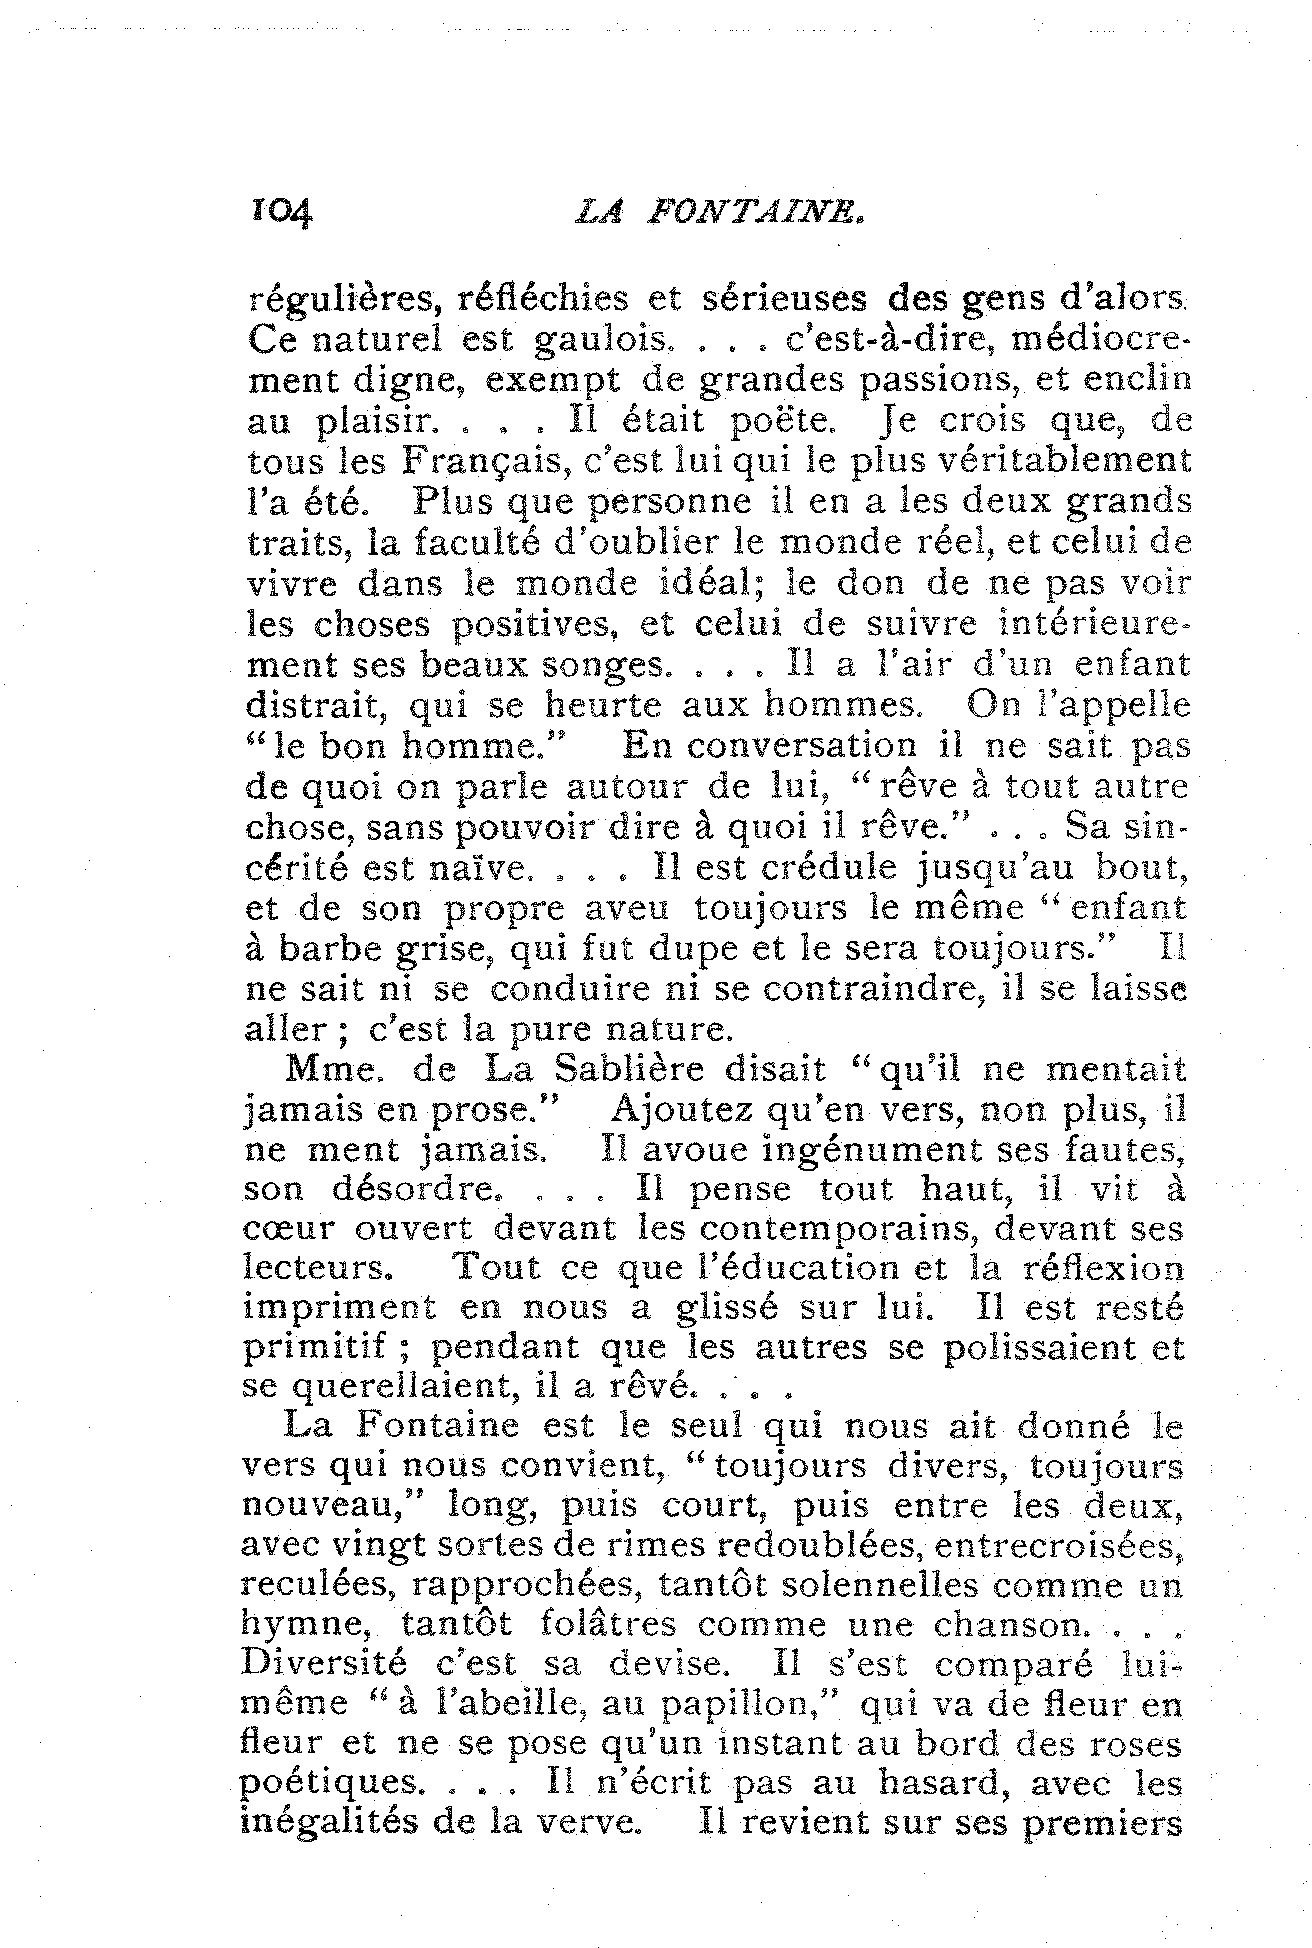 104 LA FONTAINE.
régulières, réfléchies et sérieuses des gens d'alors.
Ce naturel est gaulois. . . . c'est-à-dire, médiocre-
ment digne, exempt de grandes passions, et enclin
au plaisir. . . . Il était poëte. Je crois que, de
tous les Français, c'est lui qui le plus véritablement
l'a été. Plus que personne il en a les deux grands
traits, la faculté d'oublier le monde réel, et celui de
vivre dans le monde idéal; le don de ne pas voir
les choses positives, et celui de suivre intérieure-
ment ses beaux songes. . . . Il a l'air d'un enfant
distrait, qui se heurte aux hommes. On l'appelle
“le bon homme.” En conversation il ne sait pas
de quoi on parle autour de lui, “rêve à tout autre
chose, sans pouvoir dire à quoi il rêve.” . . . Sa sin-
cérité est naïve. . . . Il est crédule jusqu'au bout,
et de son propre aveu toujours le même “enfant
à barbe grise, qui fut dupe et le sera toujours.” Il
ne sait ni se conduire ni se contraindre, il se laisse
aller ; c'est la pure nature.
Mme. de La Sablière disait “qu'il ne mentait
jamais en prose.” Ajoutez qu'en vers, non plus, il
ne ment jamais. Il avoue ingénument ses fautes,
son désordre. . . . Il pense tout haut, il vit à
cœur ouvert devant les contemporains, devant ses
lecteurs. Tout ce que l'éducation et la réflexion
impriment en nous a glissé sur lui. Il est resté
primitif ; pendant que les autres se polissaient et
se querellaient, il a rêvé. . . .
La Fontaine est le seul qui nous ait donné le
vers qui nous convient, “toujours divers, toujours
nouveau,” long, puis court, puis entre les deux,
avec vingt sortes de rimes redoublées, entrecroisées,
reculées, rapprochées, tantôt solennelles comme un
hymne, tantôt folâtres comme une chanson. . . .
Diversité c'est sa devise. Il s'est comparé lui-
même “à l'abeille, au papillon,” qui va de fleur en
fleur et ne se pose qu'un instant au bord des roses
poétiques. . . . Il n'écrit pas au hasard, avec les
inégalités de la verve. Il revient sur ses premiers